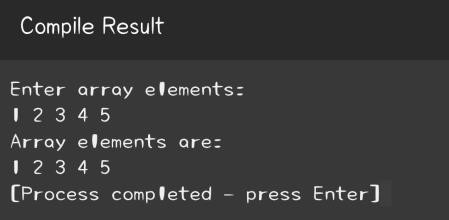 Compile Result
Enter array elements:
1 2 3 4 5
Array elements are:
1 2 3 4 5
[Process completed - press Enter]